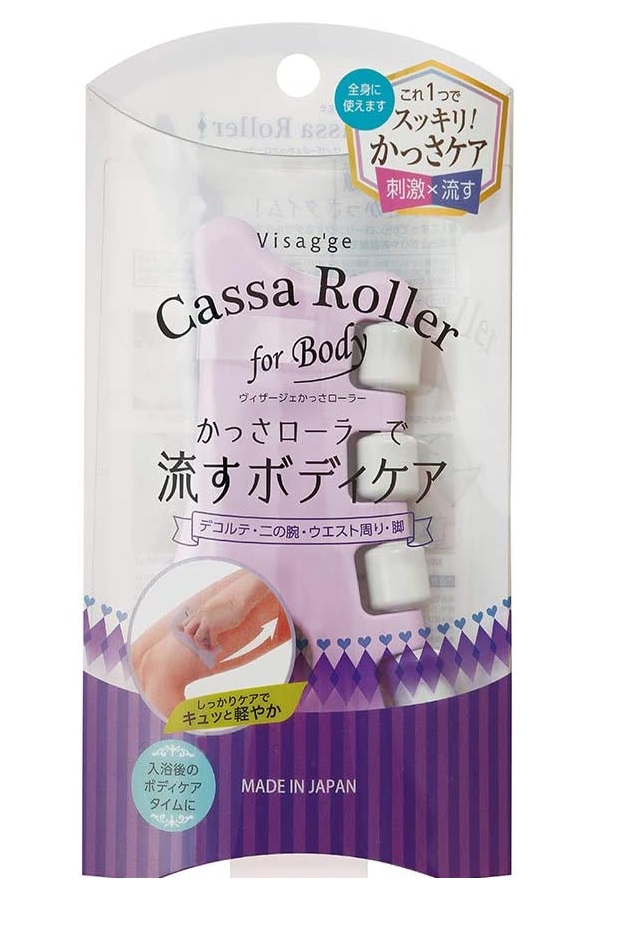 全身に
使えます
これ1つで
スッキリ!
かっさケア
刺激×流す
Visag'ge
Cassa Roller
for Body
ヴィザージェかっさローラー
かっさローラーで
流すボディケア
デコルテ・二の腕・ウエスト周り・脚
しっかりケアで
キュッと軽やか
入浴後の
ボディケア
タイムに
MADE IN JAPAN